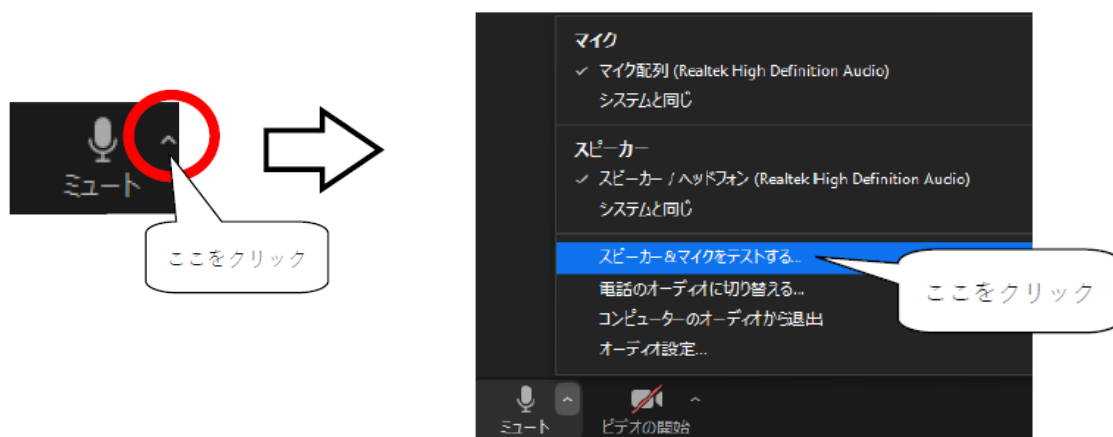 ミュート
ここをクリック
マイク
マイク配列 (Realtek High Definition Audio)
システムと同じ
スピーカー
スピーカー / ヘッドフォン (Realtek High Definition Audio)
システムと同じ
スピーカー&マイクをテストする...
ここをクリック
電話のオーディオに切り替える...
コンピューターのオーディオから退出
オーディオ設定...
ミュート
ビデオの開始